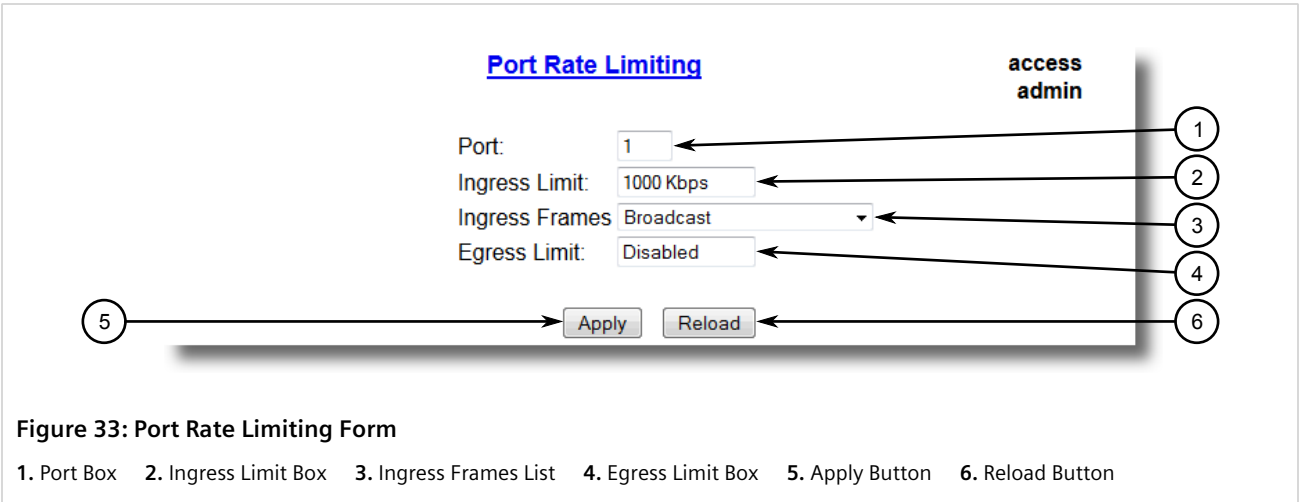 Port Rate Limiting
access
admin
Port: 1
1
Ingress Limit: 1000 Kbps
2
Ingress Frames Broadcast
3
Egress Limit: Disabled
4
5
Apply Reload
6
Figure 33: Port Rate Limiting Form
1. Port Box 2. Ingress Limit Box 3. Ingress Frames List 4. Egress Limit Box 5. Apply Button 6. Reload Button